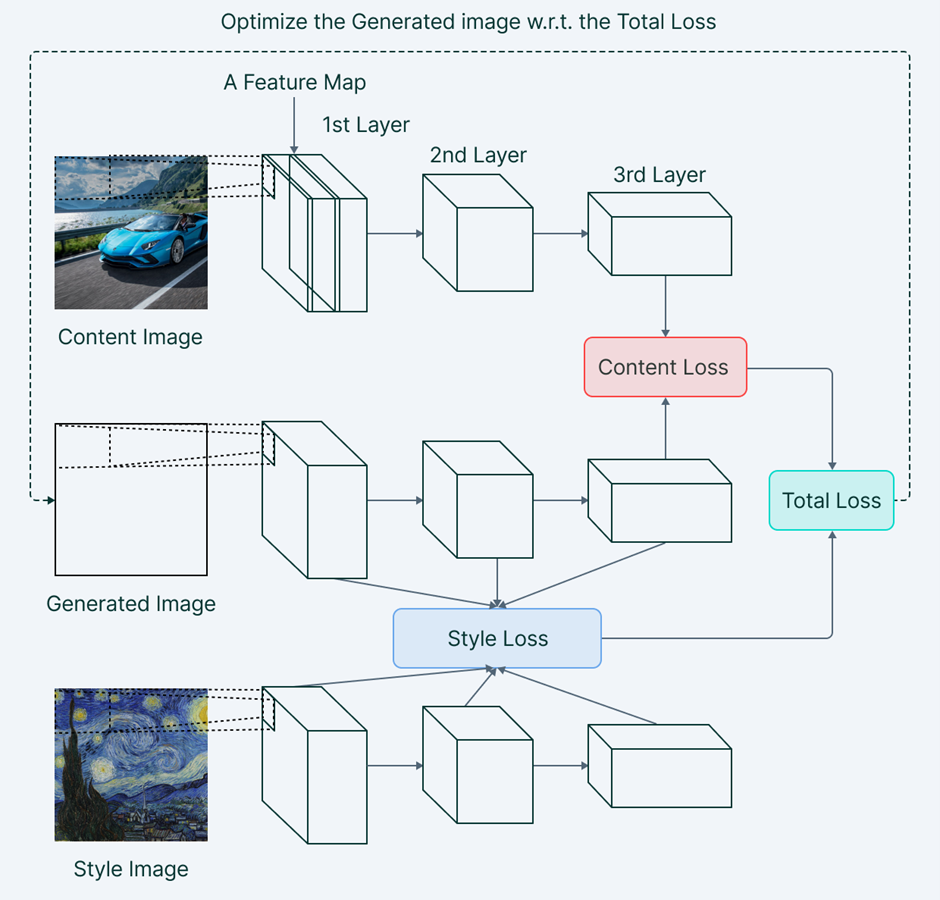 Optimize the Generated image w.r.t. the Total Loss
A Feature Map
1st Layer
2nd Layer
3rd Layer
Content Image
Content Loss
Total Loss
Generated Image
Style Loss
Style Image